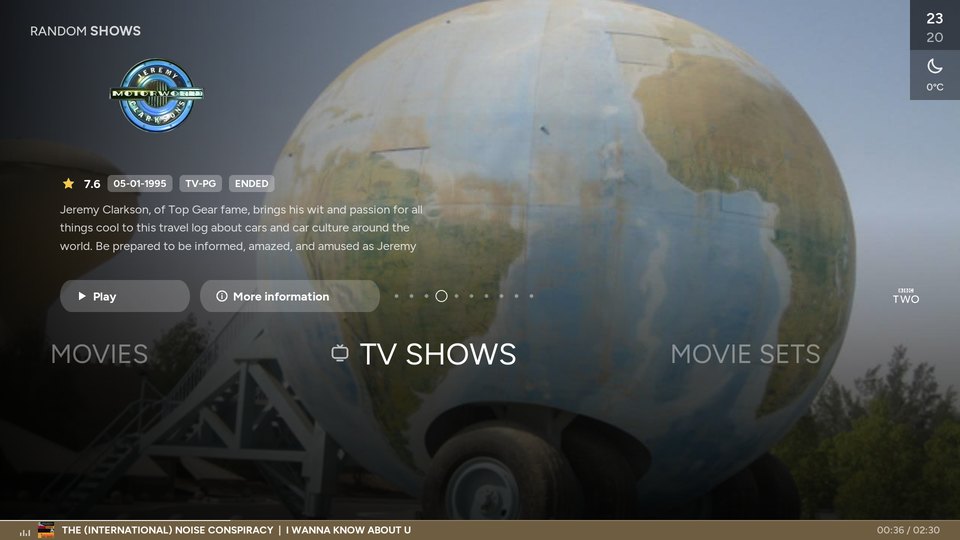 RANDOM SHOWS
23
20
JEREMY
MOTORWORLD
CLARKSON'S
0°C
7.6 05-01-1995 TV-PG ENDED
Jeremy Clarkson, of Top Gear fame, brings his wit and passion for all
things cool to this travel log about cars and car culture around the
world. Be prepared to be informed, amazed, and amused as Jeremy
Play More information
BBC
TWO
MOVIES TV SHOWS MOVIE SETS
THE (INTERNATIONAL) NOISE CONSPIRACY | I WANNA KNOW ABOUT U 00:36 / 02:30